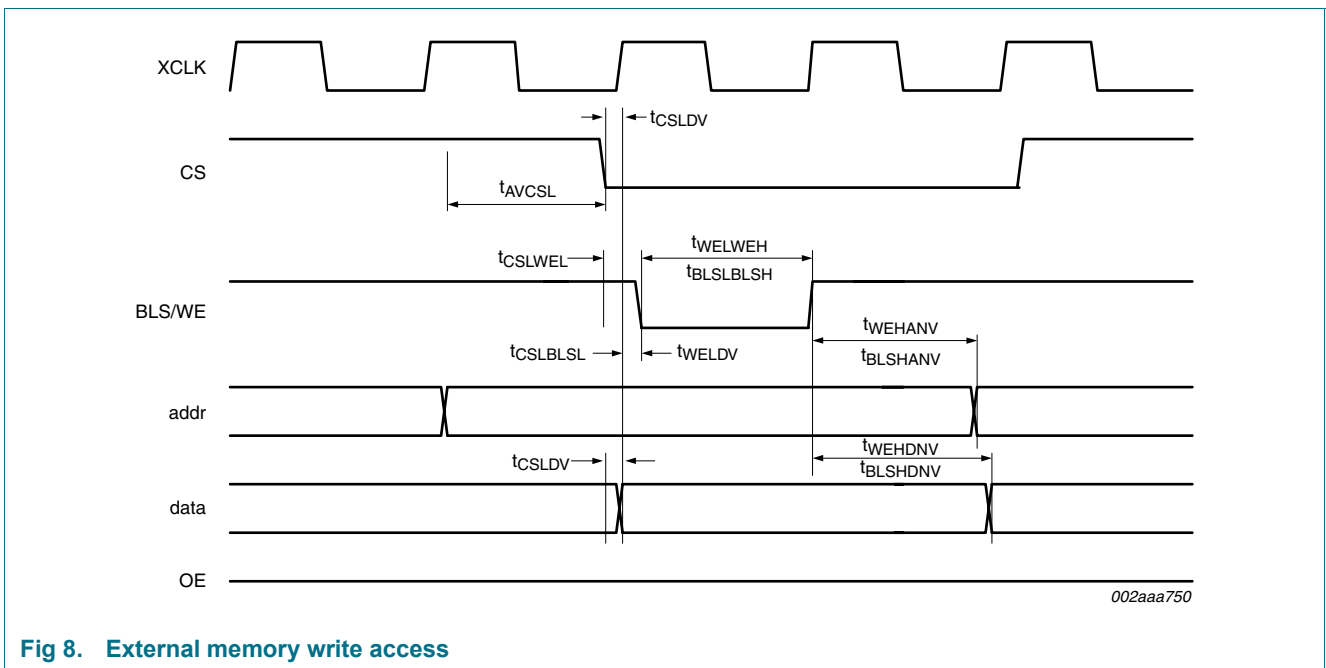 XCLK
tCSLDV
CS
tAVCSL
tCSLWEL
tWELWEH
tBLSLBLSH
BLS/WE
tCSLBLSL
tWELDV
tWEHANV
tBLSHANV
addr
tCSLDV
tWEHDNV
tBLSHDNV
data
OE
002aaa750
Fig 8. External memory write access